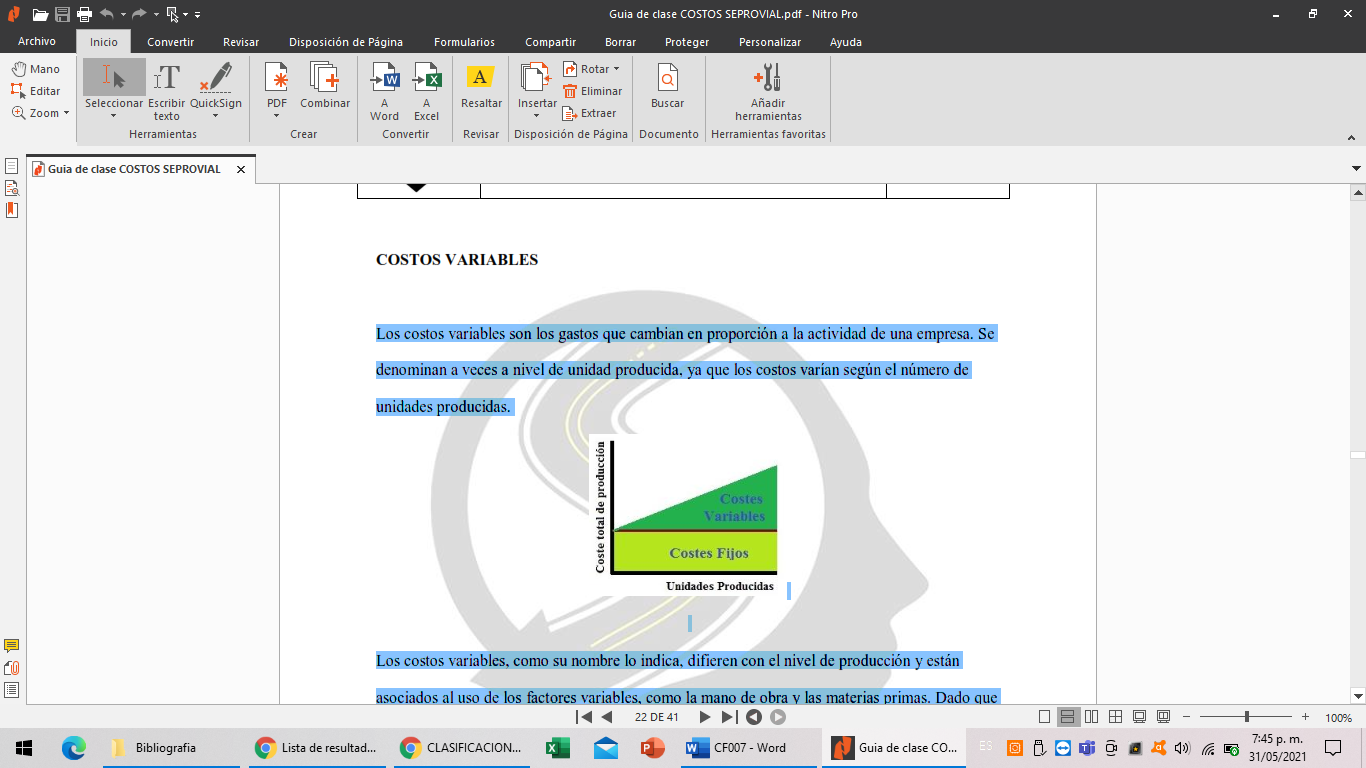 Guia de clase COSTOS SEPROVIAL.pdf - Nitro Pro
Archivo Inicio Convertir Revisar Disposición de Página Formularios Compartir Borrar Proteger Personalizar Ayuda
Mano
Editar
Zoom
Seleccionar
Escribir texto
QuickSign
Herramientas
PDF
Combinar
Crear
A Word
A Excel
Convertir
Resaltar
Revisar
Insertar
Rotar
Eliminar
Extraer
Disposición de Página
Buscar
Documento
Añadir herramientas
Herramientas favoritas
Guia de clase COSTOS SEPROVIAL
COSTOS VARIABLES
Los costos variables son los gastos que cambian en proporción a la actividad de una empresa. Se
denominan a veces a nivel de unidad producida, ya que los costos varían según el número de
unidades producidas.
Coste total de producción
Costes
Variables
Costes Fijos
Unidades Producidas
Los costos variables, como su nombre lo indica, difieren con el nivel de producción y están
asociados al uso de los factores variables, como la mano de obra y las materias primas. Dado que
22 DE 41
100%
Bibliografia
Lista de resultad...
CLASIFICACION...
CF007 - Word
Guia de clase CO...
ES
7:45 p. m.
31/05/2021